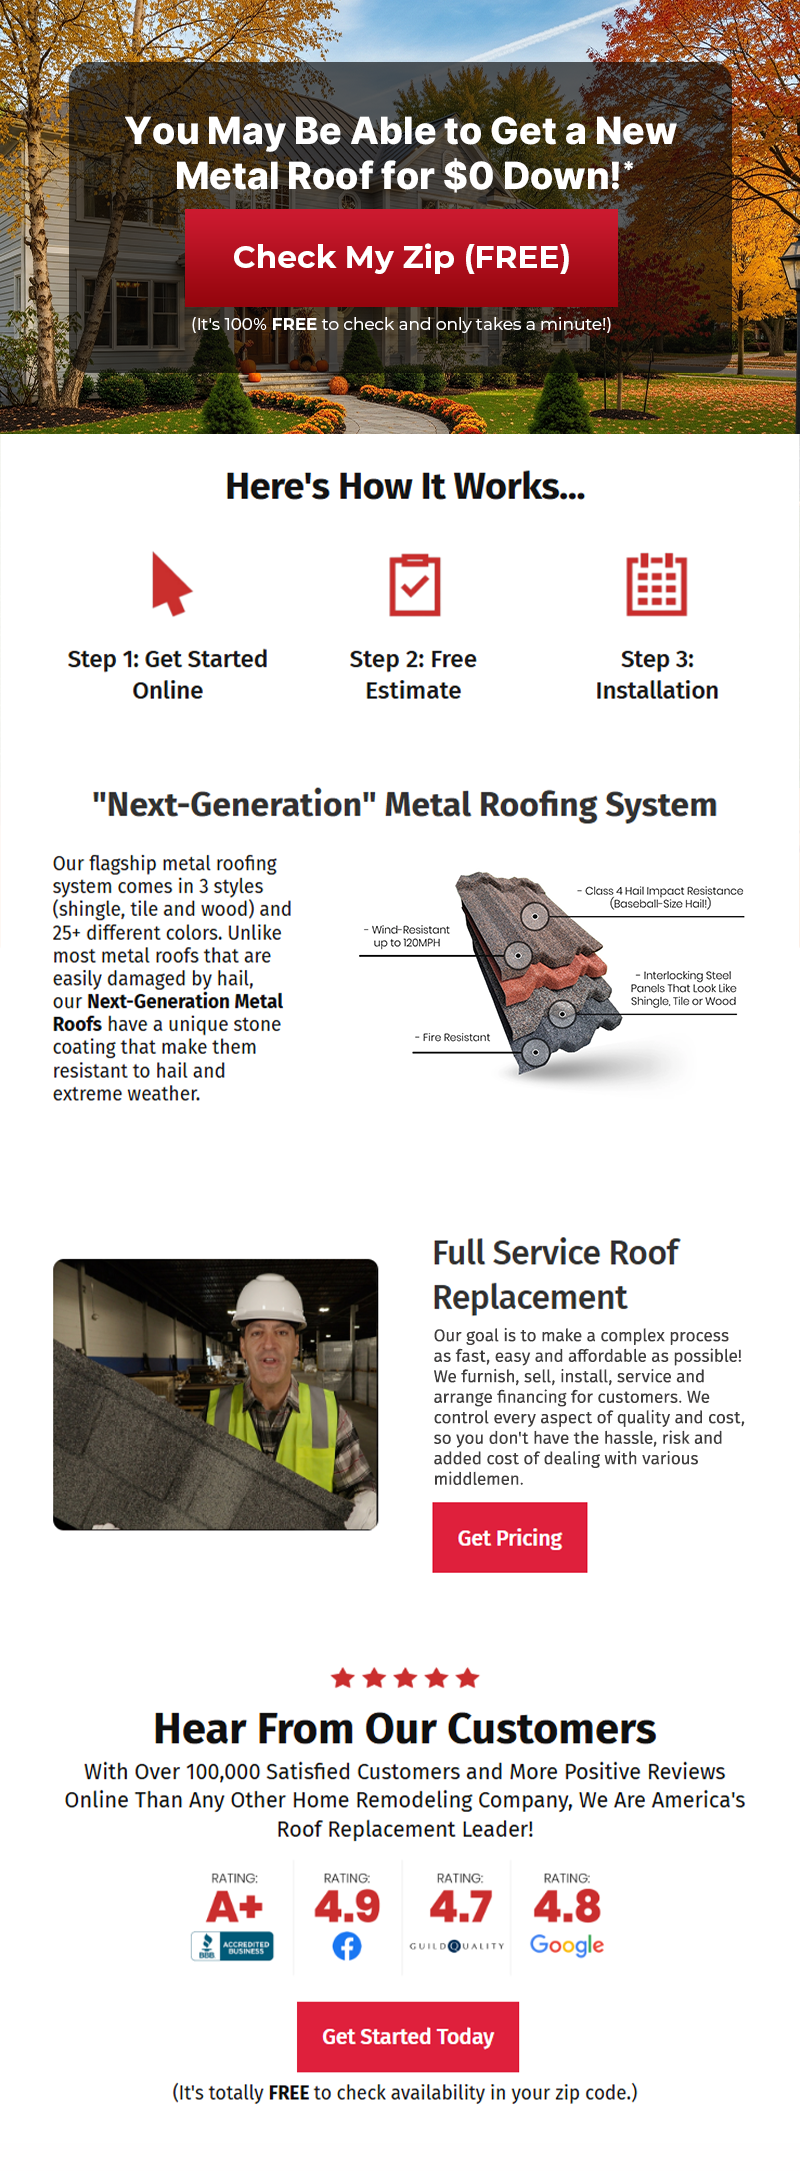 You May Be Able to Get a New
Metal Roof for $0 Down!*
Check My Zip (FREE)
(It's 100% FREE to check and only takes a minute!)
Here's How It Works...
Step 1: Get Started
Online
Step 2: Free
Estimate
Step 3:
Installation
"Next-Generation" Metal Roofing System
Our flagship metal roofing
system comes in 3 styles
(shingle, tile and wood) and
25+ different colors. Unlike
most metal roofs that are
easily damaged by hail,
our Next-Generation Metal
Roofs have a unique stone
coating that make them
resistant to hail and
extreme weather.
- Class 4 Hail Impact Resistance
(Baseball-Size Hail!)
- Wind-Resistant
up to 120MPH
- Interlocking Steel
Panels That Look Like
Shingle, Tile or Wood
- Fire Resistant
Full Service Roof
Replacement
Our goal is to make a complex process
as fast, easy and affordable as possible!
We furnish, sell, install, service and
arrange financing for customers. We
control every aspect of quality and cost,
so you don't have the hassle, risk and
added cost of dealing with various
middlemen.
Get Pricing
Hear From Our Customers
With Over 100,000 Satisfied Customers and More Positive Reviews
Online Than Any Other Home Remodeling Company, We Are America's
Roof Replacement Leader!
RATING:
A+
BBB
ACCREDITED
BUSINESS
RATING:
4.9
RATING:
4.7
GUILDQUALITY
RATING:
4.8
Google
Get Started Today
(It's totally FREE to check availability in your zip code.)